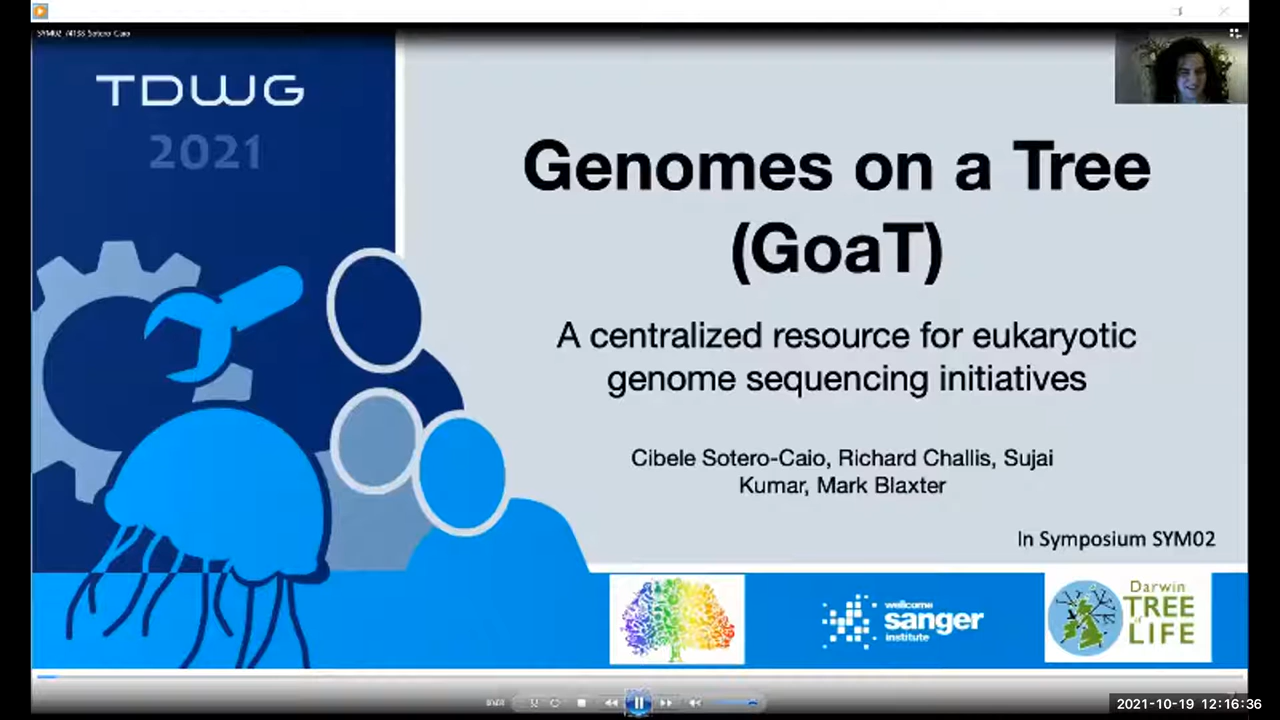 SYM02 74138 Sotero-Caio
TDWG
2021
Genomes on a Tree
(GoaT)
A centralized resource for eukaryotic
genome sequencing initiatives
Cibele Sotero-Caio, Richard Challis, Sujai
Kumar, Mark Blaxter
In Symposium SYM02
wellcome
sanger
institute
Darwin
TREE
of
LIFE
2021-10-19 12:16:36